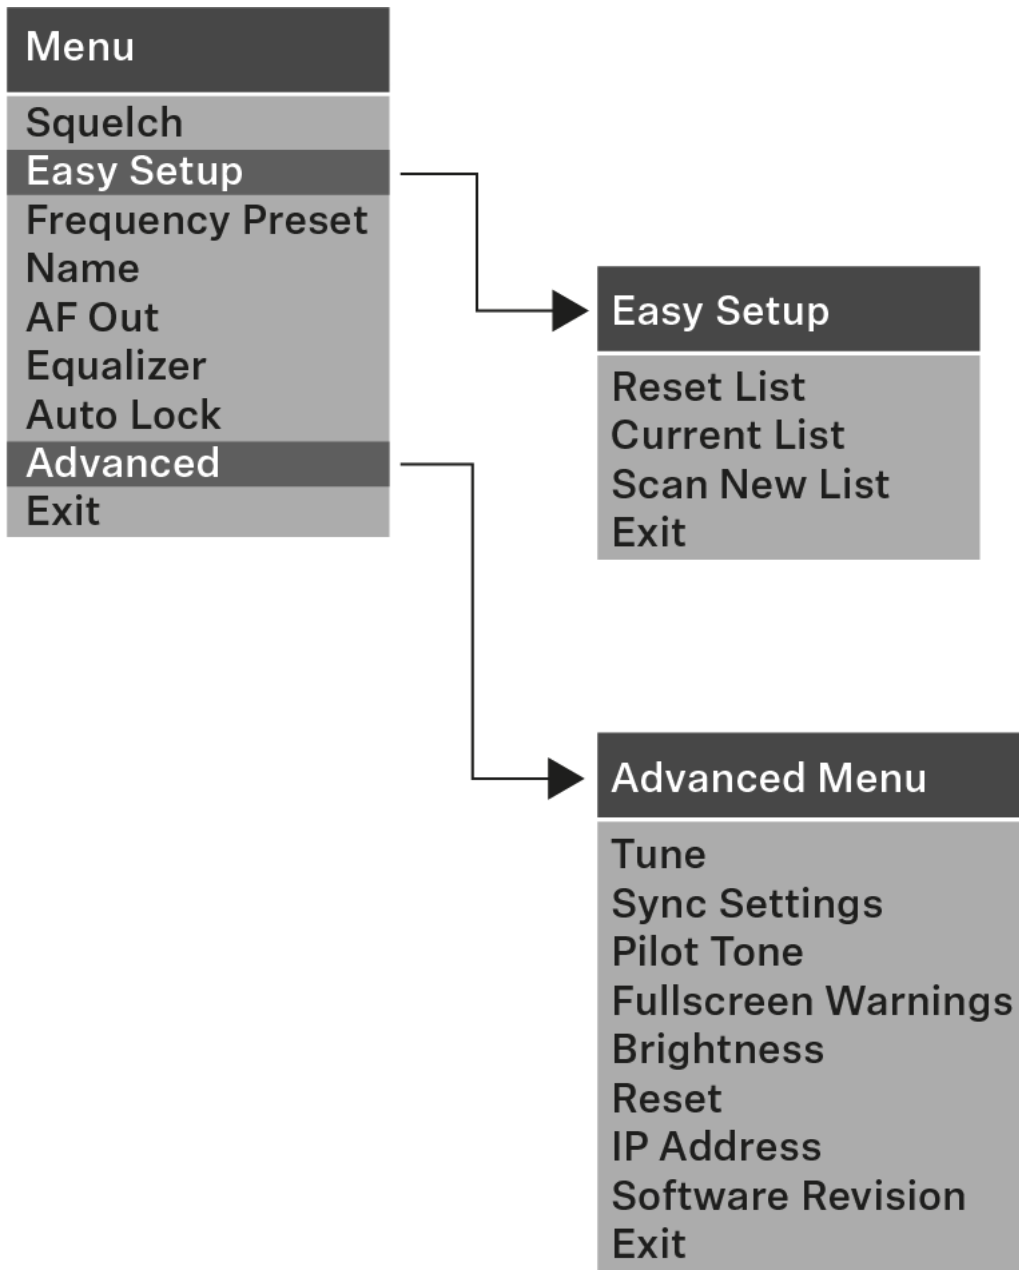 Menu
Squelch
Easy Setup
Frequency Preset
Name
AF Out
Equalizer
Auto Lock
Advanced
Exit
Easy Setup
Reset List
Current List
Scan New List
Exit
Advanced Menu
Tune
Sync Settings
Pilot Tone
Fullscreen Warnings
Brightness
Reset
IP Address
Software Revision
Exit